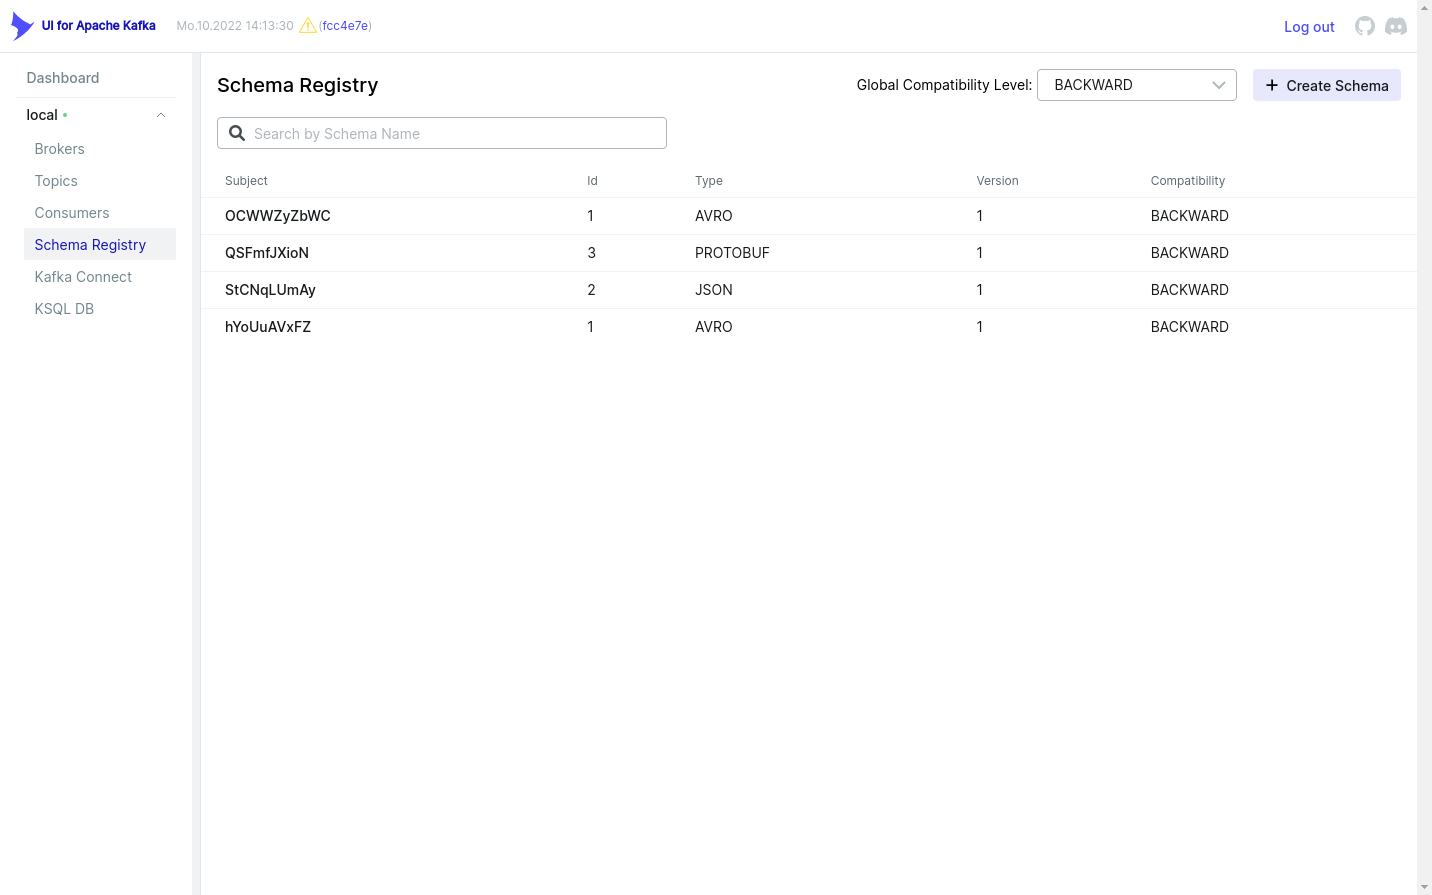 UI for Apache Kafka Mo.10.2022 14:13:30 (fcc4e7e) Log out
Dashboard
local
Brokers
Topics
Consumers
Schema Registry
Kafka Connect
KSQL DB
Schema Registry Global Compatibility Level: BACKWARD Create Schema
Search by Schema Name
Subject Id Type Version Compatibility
OCWWZyZbWC 1 AVRO 1 BACKWARD
QSFmfJXioN 3 PROTOBUF 1 BACKWARD
StCNqLUmAy 2 JSON 1 BACKWARD
hYoUuAVxFZ 1 AVRO 1 BACKWARD